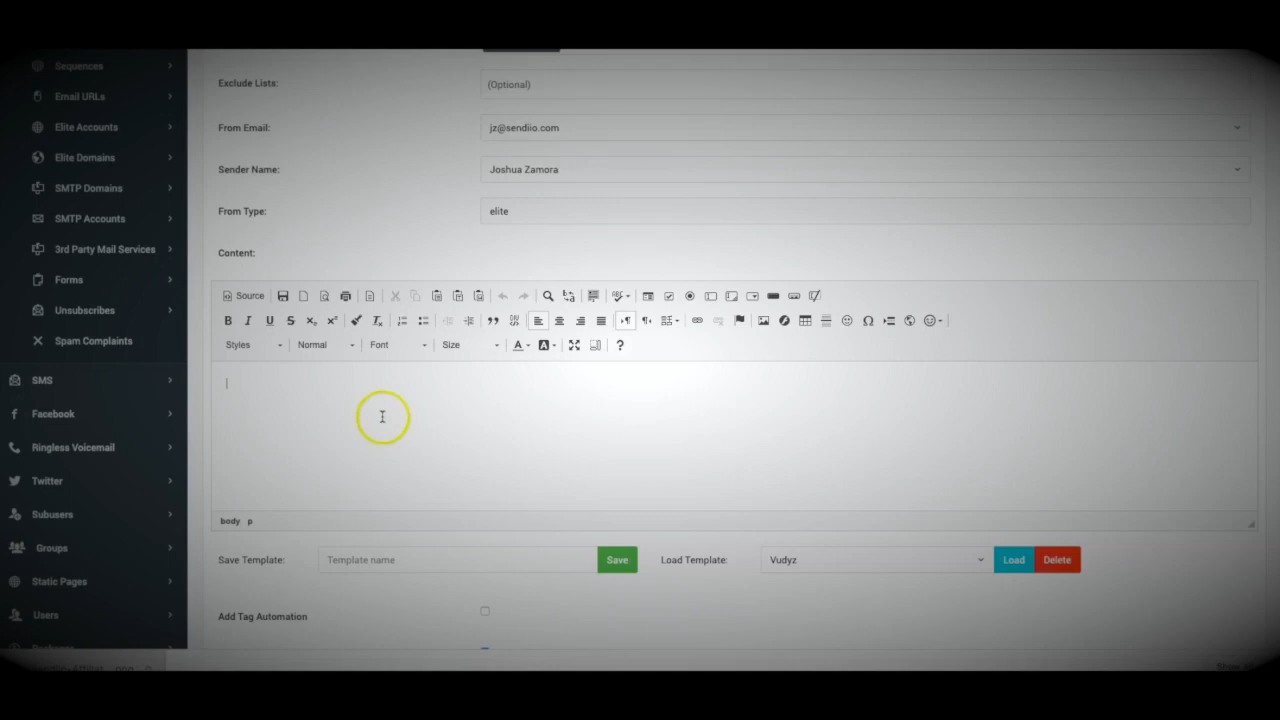 Sequences
Email URLs
Elite Accounts
Elite Domains
SMTP Domains
SMTP Accounts
3rd Party Mail Services
Forms
Unsubscribes
Spam Complaints
SMS
Facebook
Ringless Voicemail
Twitter
Subusers
Groups
Static Pages
Users
Exclude Lists: (Optional)
From Email: jz@sendiio.com
Sender Name: Joshua Zamora
From Type: elite
Content:
Source
Styles Normal Font Size
body p
Save Template: Template name Save Load Template: Vudyz Load Delete
Add Tag Automation